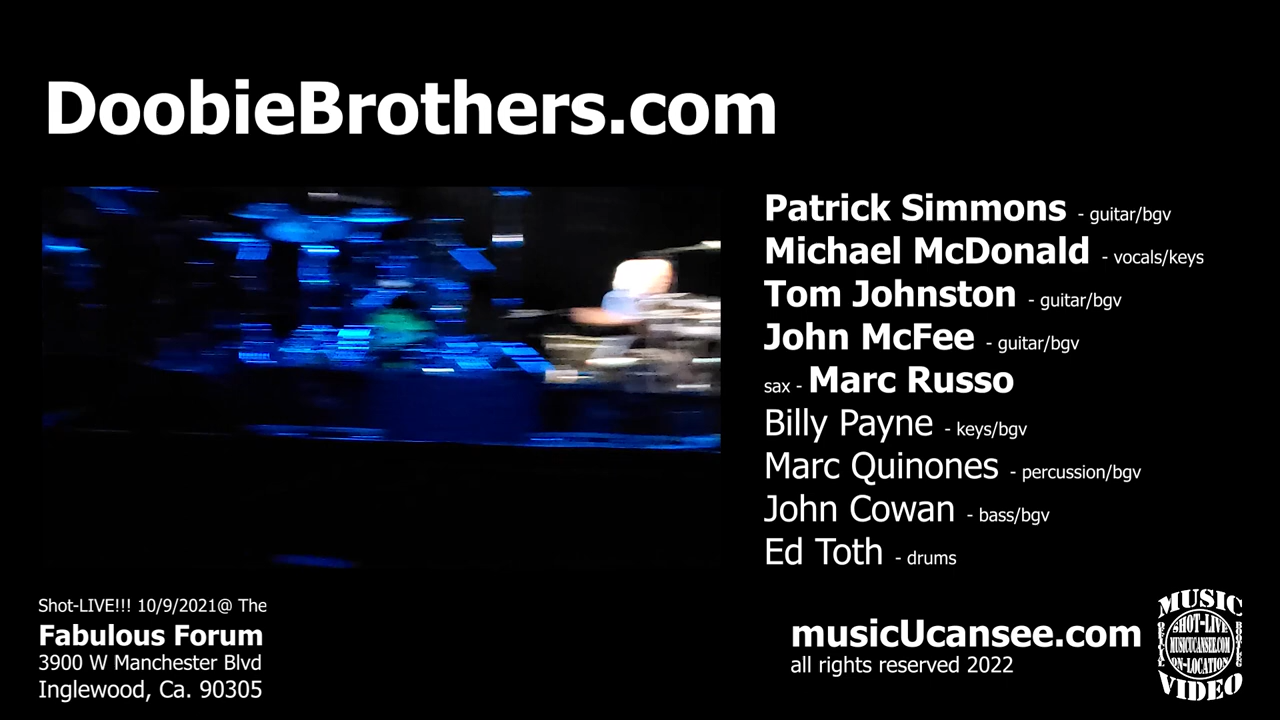 DoobieBrothers.com
Patrick Simmons - guitar/bgv
Michael McDonald - vocals/keys
Tom Johnston - guitar/bgv
John McFee - guitar/bgv
sax - Marc Russo
Billy Payne - keys/bgv
Marc Quinones - percussion/bgv
John Cowan - bass/bgv
Ed Toth - drums
Shot-LIVE!!! 10/9/2021@ The
Fabulous Forum
3900 W Manchester Blvd
Inglewood, Ca. 90305
musicUcansee.com
all rights reserved 2022
MUSIC
SHOT-LIVE
MUSICUCANSEE.COM
ON-LOCATION
VIDEO